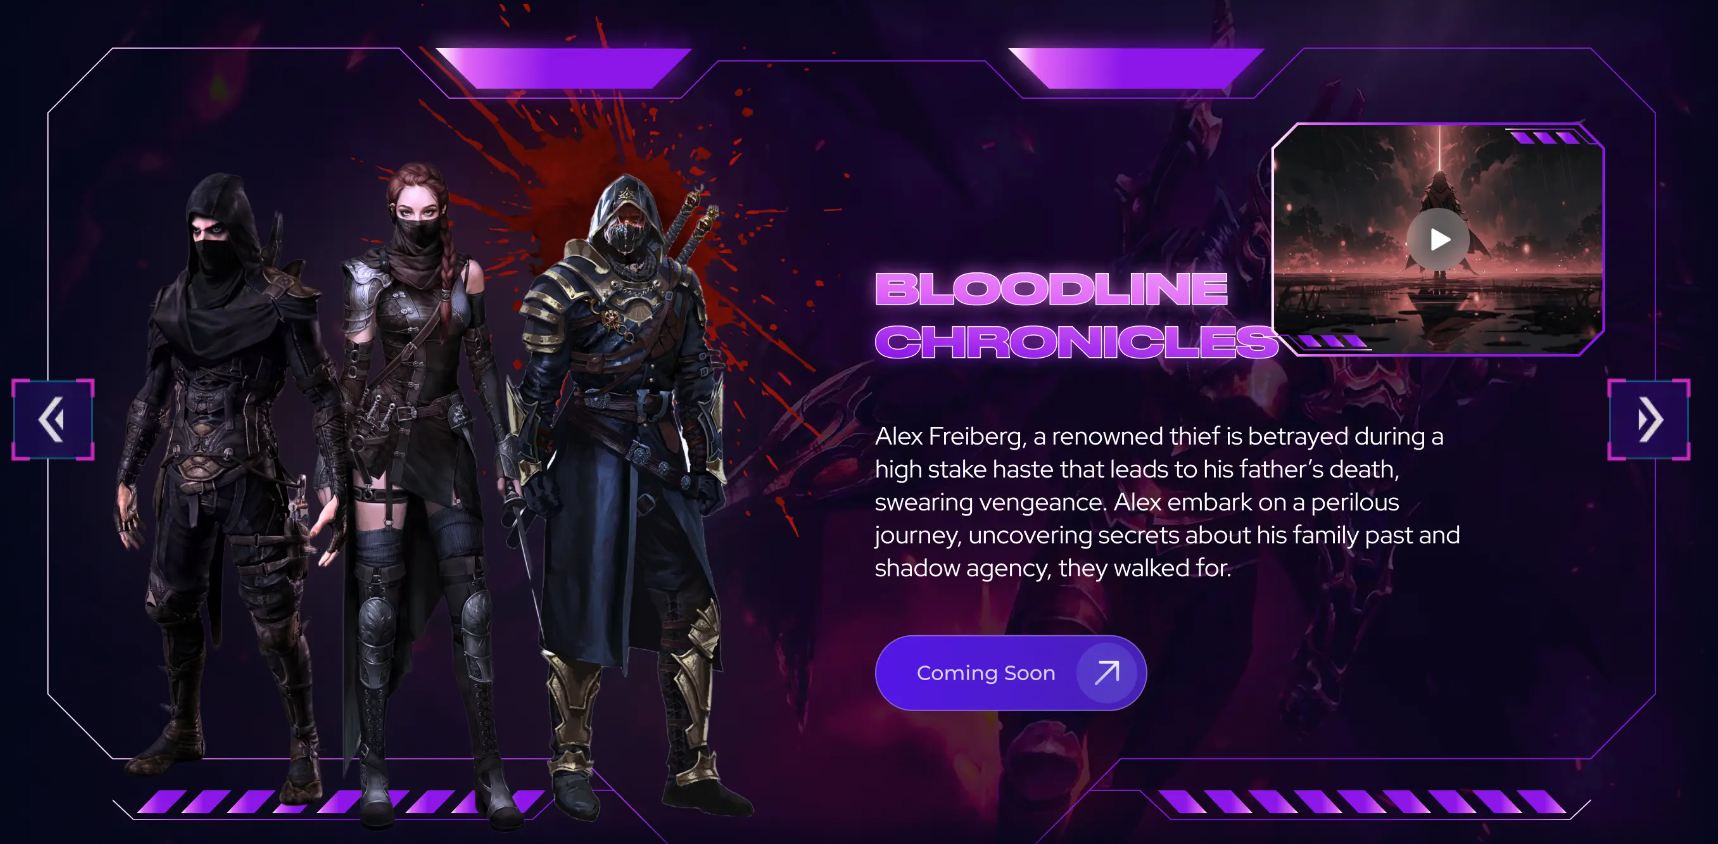 BLOODLINE
CHRONICLES
Alex Freiberg, a renowned thief is betrayed during a
high stake haste that leads to his father’s death,
swearing vengeance. Alex embark on a perilous
journey, uncovering secrets about his family past and
shadow agency, they walked for.
Coming Soon